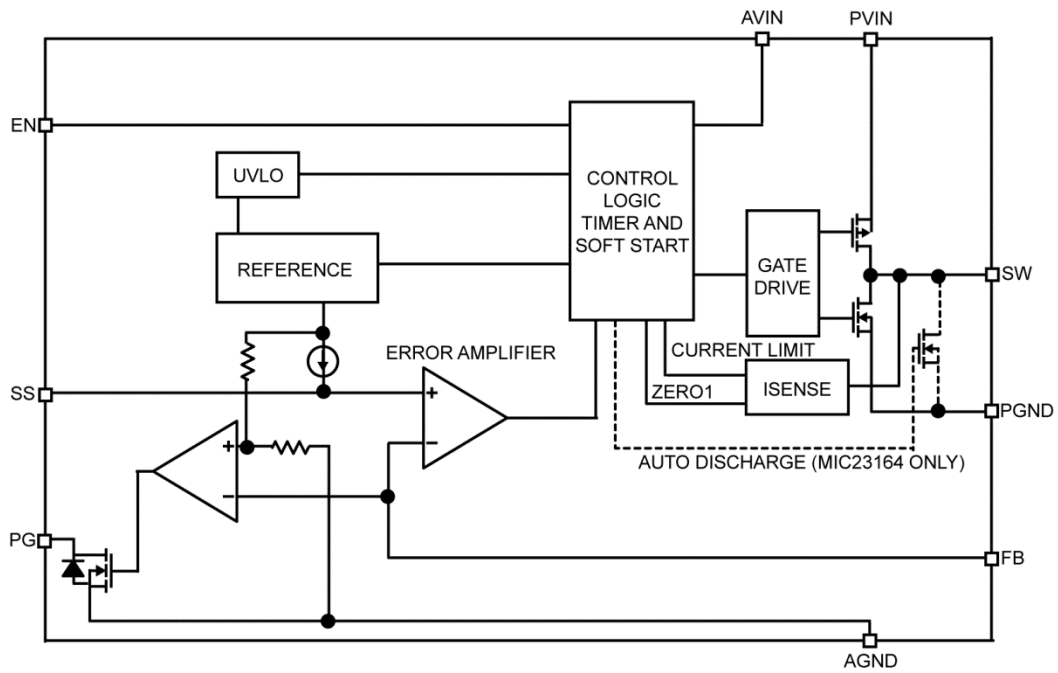 AVIN
PVIN
EN
UVLO
CONTROL
LOGIC
TIMER AND
SOFT START
REFERENCE
GATE
DRIVE
SW
ERROR AMPLIFIER
CURRENT LIMIT
ISENSE
ZERO1
SS
+
−
PGND
+
−
AUTO DISCHARGE (MIC23164 ONLY)
PG
FB
AGND